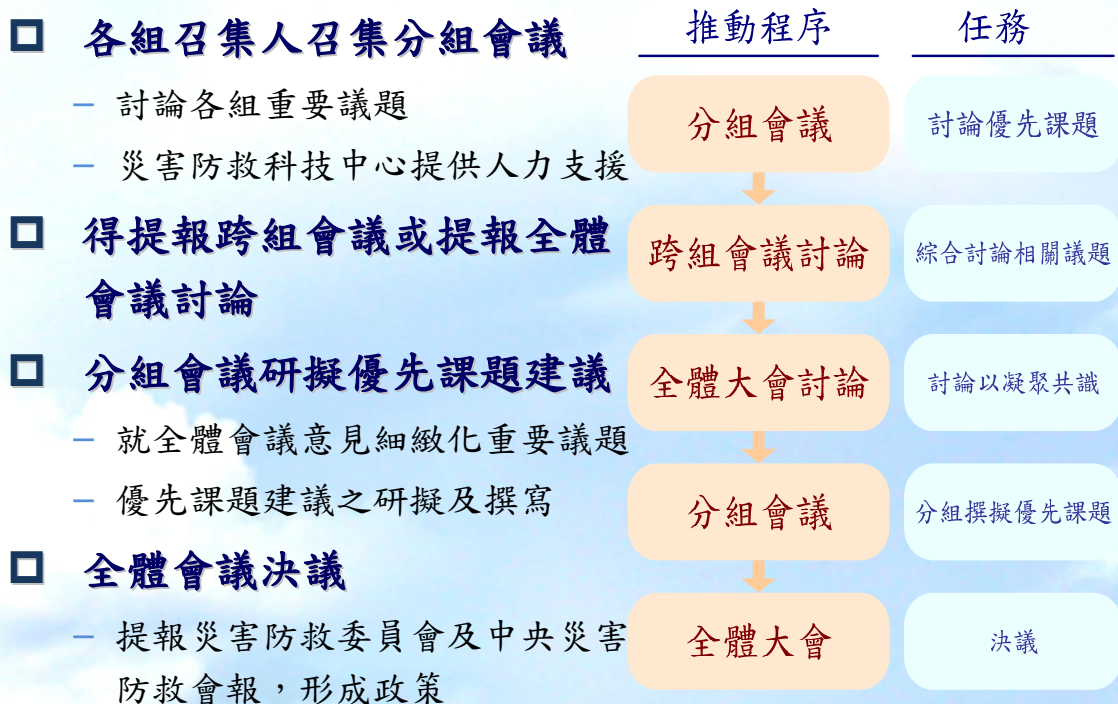 各組召集人召集分組會議
– 討論各組重要議題
– 災害防救科技中心提供人力支援
得提報跨組會議或提報全體
會議討論
分組會議研擬優先課題建議
– 就全體會議意見細緻化重要議題
– 優先課題建議之研擬及撰寫
全體會議決議
– 提報災害防救委員會及中央災害
防救會報，形成政策
推動程序
任務
分組會議
討論優先課題
跨組會議討論
綜合討論相關議題
全體大會討論
討論以凝聚共識
分組會議
分組撰擬優先課題
全體大會
決議